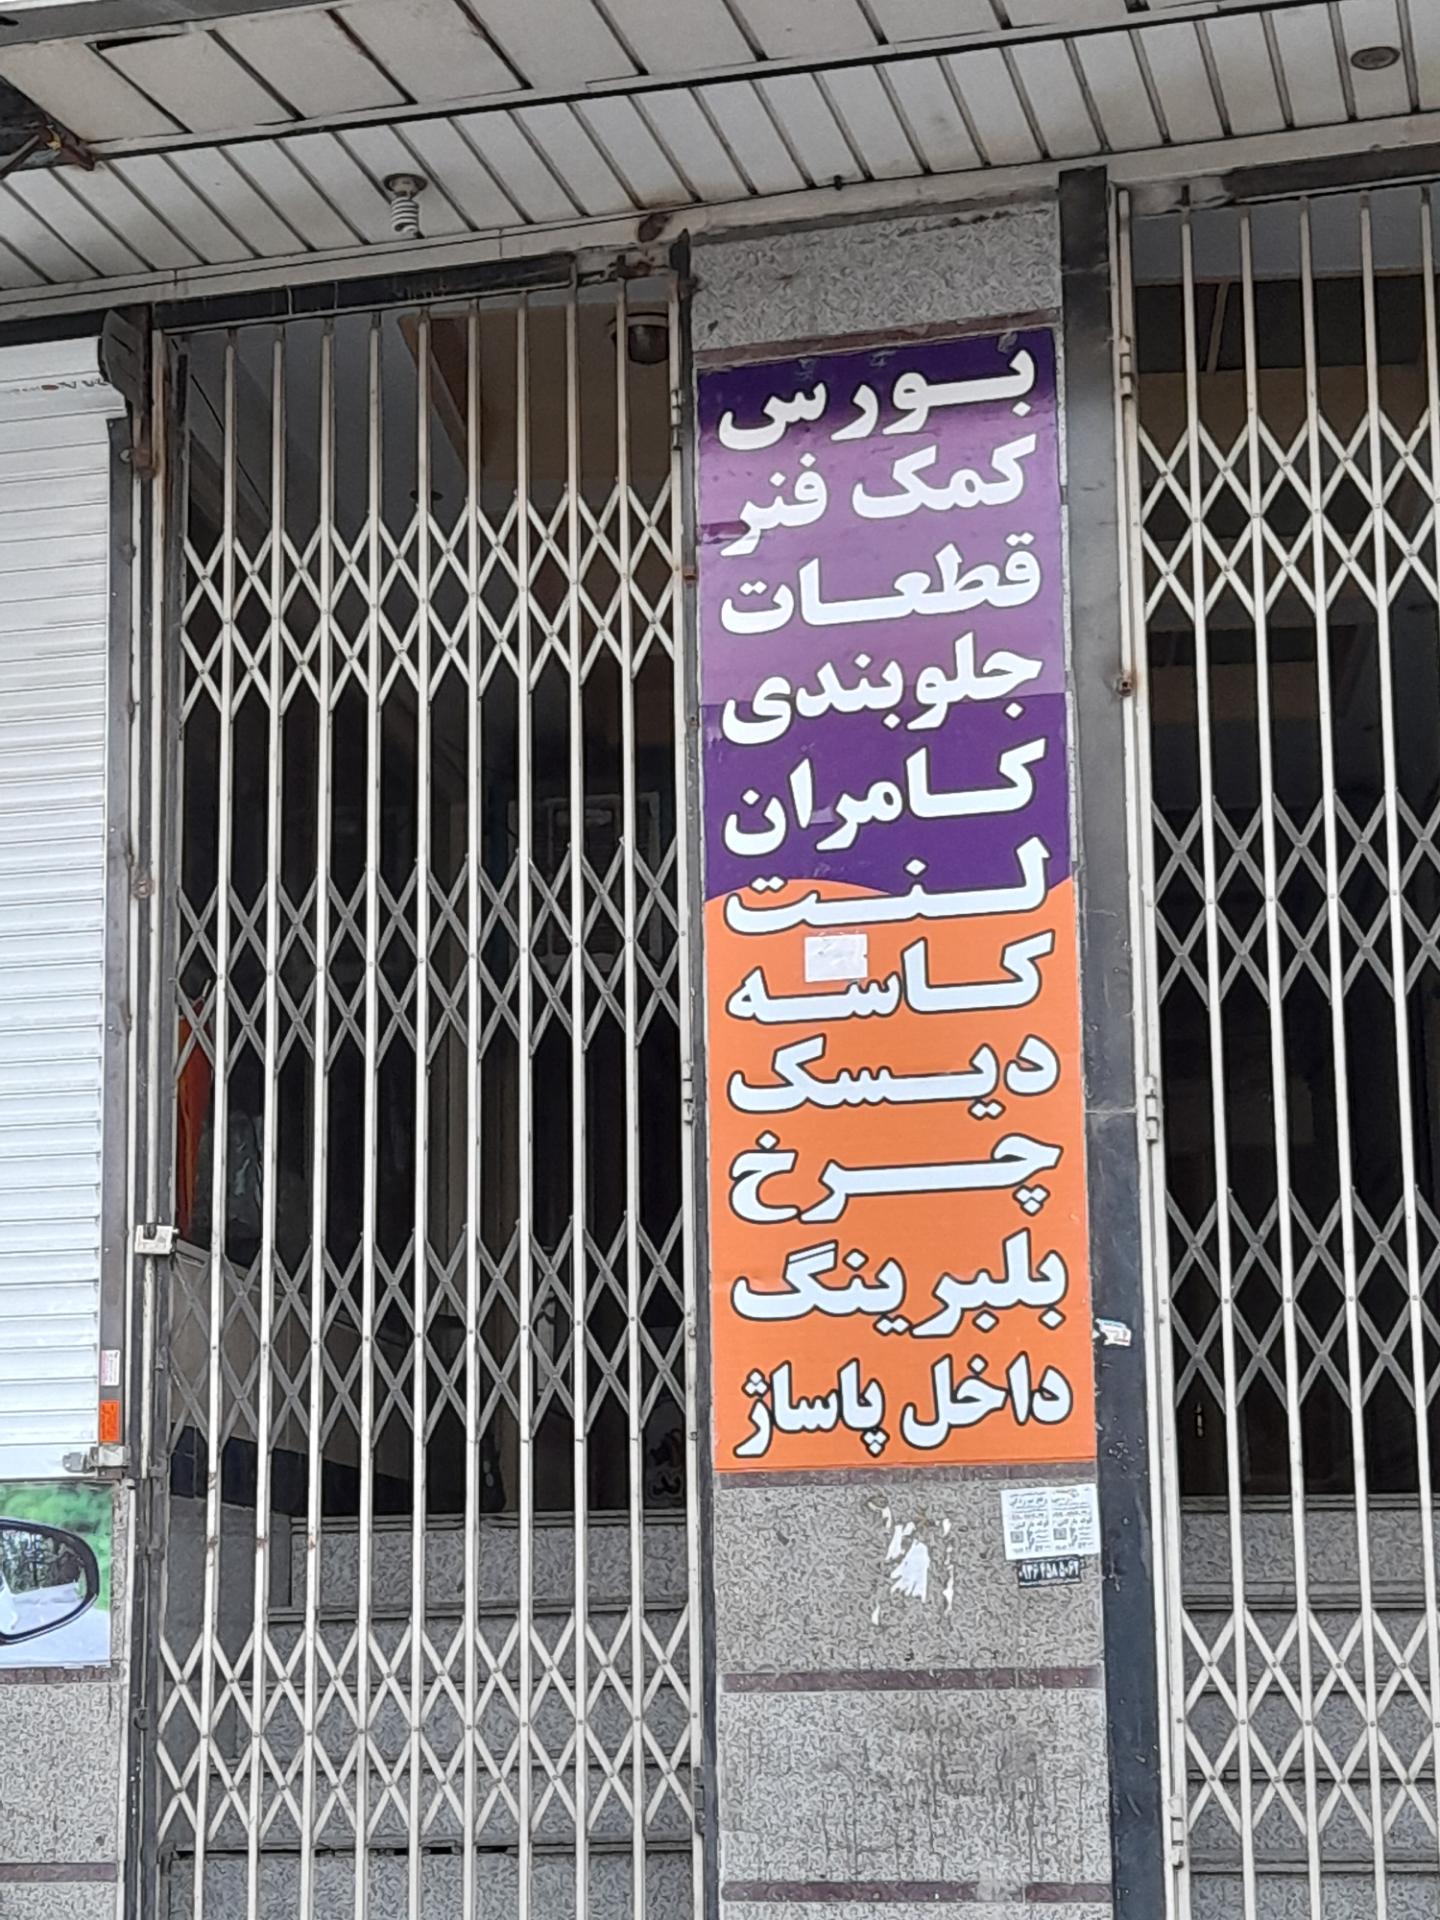 بورس
کمک فنر
قطعات
جلوبندی
کامران
لنت
کاسه
دیسک
چرخ
بلبرینگ
داخل پاساژ